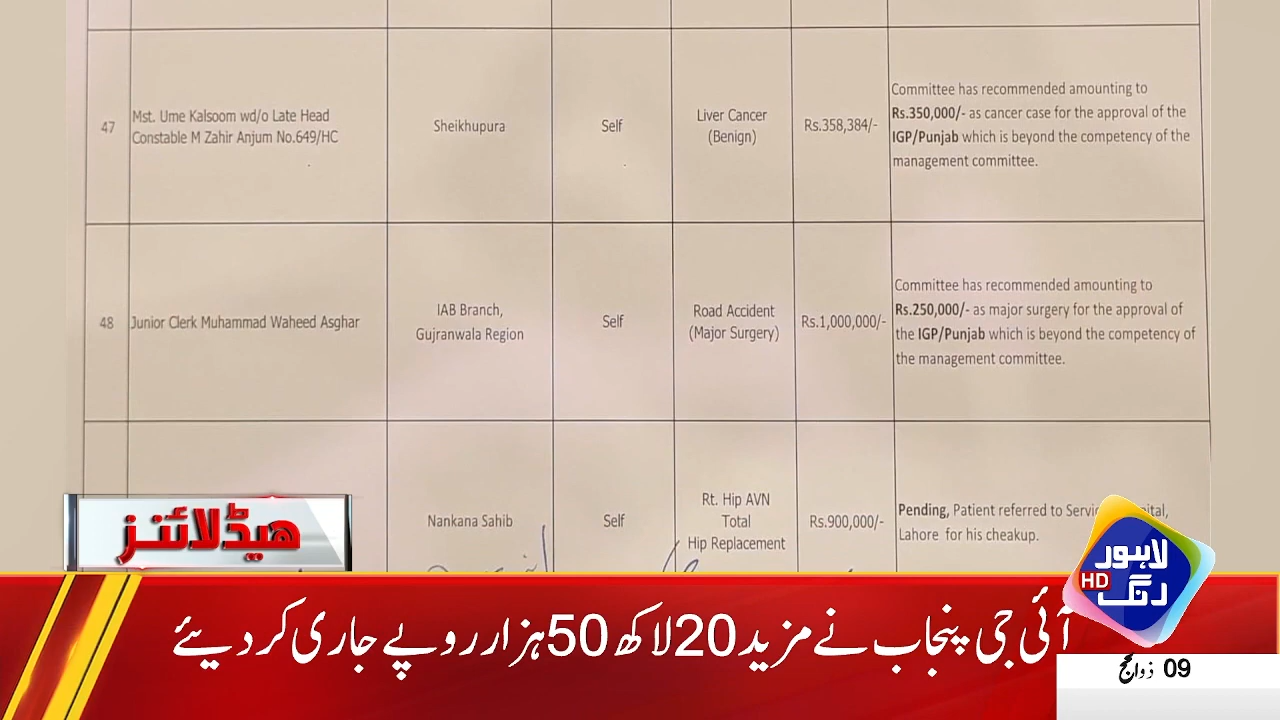 47
Mst. Ume Kalsoom wd/o Late Head
Constable M Zahir Anjum No.649/HC
Sheikhupura
Self
Liver Cancer
(Benign)
Rs.358,384/-
Committee has recommended amounting to
Rs.350,000/- as cancer case for the approval of the
IGP/Punjab which is beyond the competency of the
management committee.
48
Junior Clerk Muhammad Waheed Asghar
IAB Branch,
Gujranwala Region
Self
Road Accident
(Major Surgery)
Rs.1,000,000/-
Committee has recommended amounting to
Rs.250,000/- as major surgery for the approval of
the IGP/Punjab which is beyond the competency of
the management committee.
Nankana Sahib
Self
Rt. Hip AVN
Total
Hip Replacement
Rs.900,000/-
Pending, Patient referred to
Lahore for his cheakup.
ہیڈلائنز
لاہور
رنگ HD
آئی جی پنجاب نے مزید 20 لاکھ 50 ہزار روپے جاری کر دیئے
09 ذوالحج